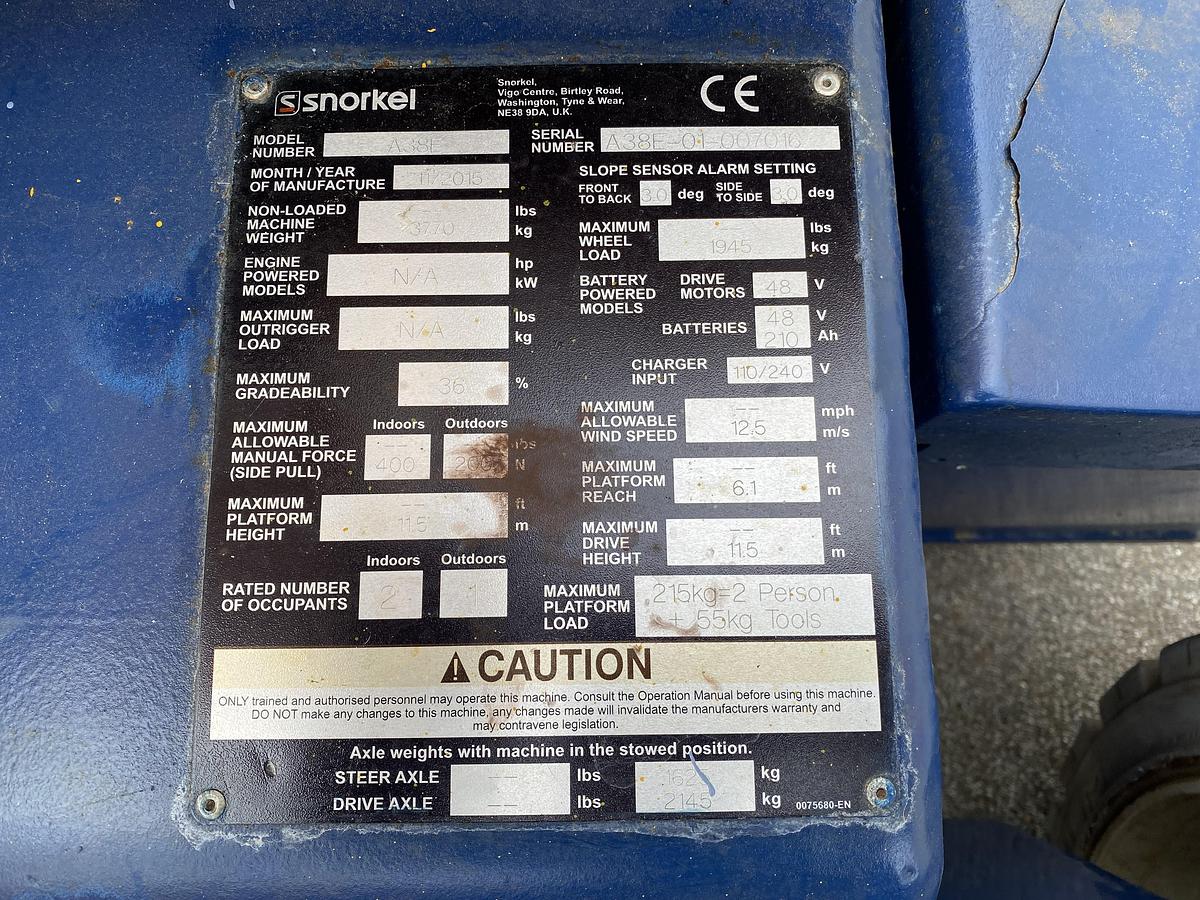 snorkel
Snorkel,
Vigo Centre, Birtley Road,
Washington, Tyne & Wear,
NE38 9DA, U.K.
CE
MODEL NUMBER A38E
SERIAL NUMBER A38E-01-007016
MONTH / YEAR OF MANUFACTURE 11/2015
SLOPE SENSOR ALARM SETTING
FRONT TO BACK 3.0 deg SIDE TO SIDE 3.0 deg
NON-LOADED MACHINE WEIGHT -- lbs
3770 kg
MAXIMUM WHEEL LOAD lbs
1945 kg
ENGINE POWERED MODELS N/A hp kW
BATTERY POWERED MODELS
DRIVE MOTORS 48 V
BATTERIES 48 V
210 Ah
MAXIMUM OUTRIGGER LOAD N/A lbs kg
CHARGER INPUT 110/240 V
MAXIMUM GRADEABILITY 36 %
MAXIMUM ALLOWABLE WIND SPEED -- mph
12.5 m/s
MAXIMUM ALLOWABLE MANUAL FORCE (SIDE PULL)
Indoors Outdoors
400 lbs N
MAXIMUM PLATFORM REACH -- ft
6.1 m
MAXIMUM PLATFORM HEIGHT -- ft
11.5 m
MAXIMUM DRIVE HEIGHT -- ft
11.5 m
RATED NUMBER OF OCCUPANTS
Indoors Outdoors
2 1
MAXIMUM PLATFORM LOAD 215kg=2 Person
+ 55kg Tools
CAUTION
ONLY trained and authorised personnel may operate this machine. Consult the Operation Manual before using this machine.
DO NOT make any changes to this machine, any changes made will invalidate the manufacturers warranty and
may contravene legislation.
Axle weights with machine in the stowed position.
STEER AXLE -- lbs kg
DRIVE AXLE -- lbs 2145 kg
0075680-EN